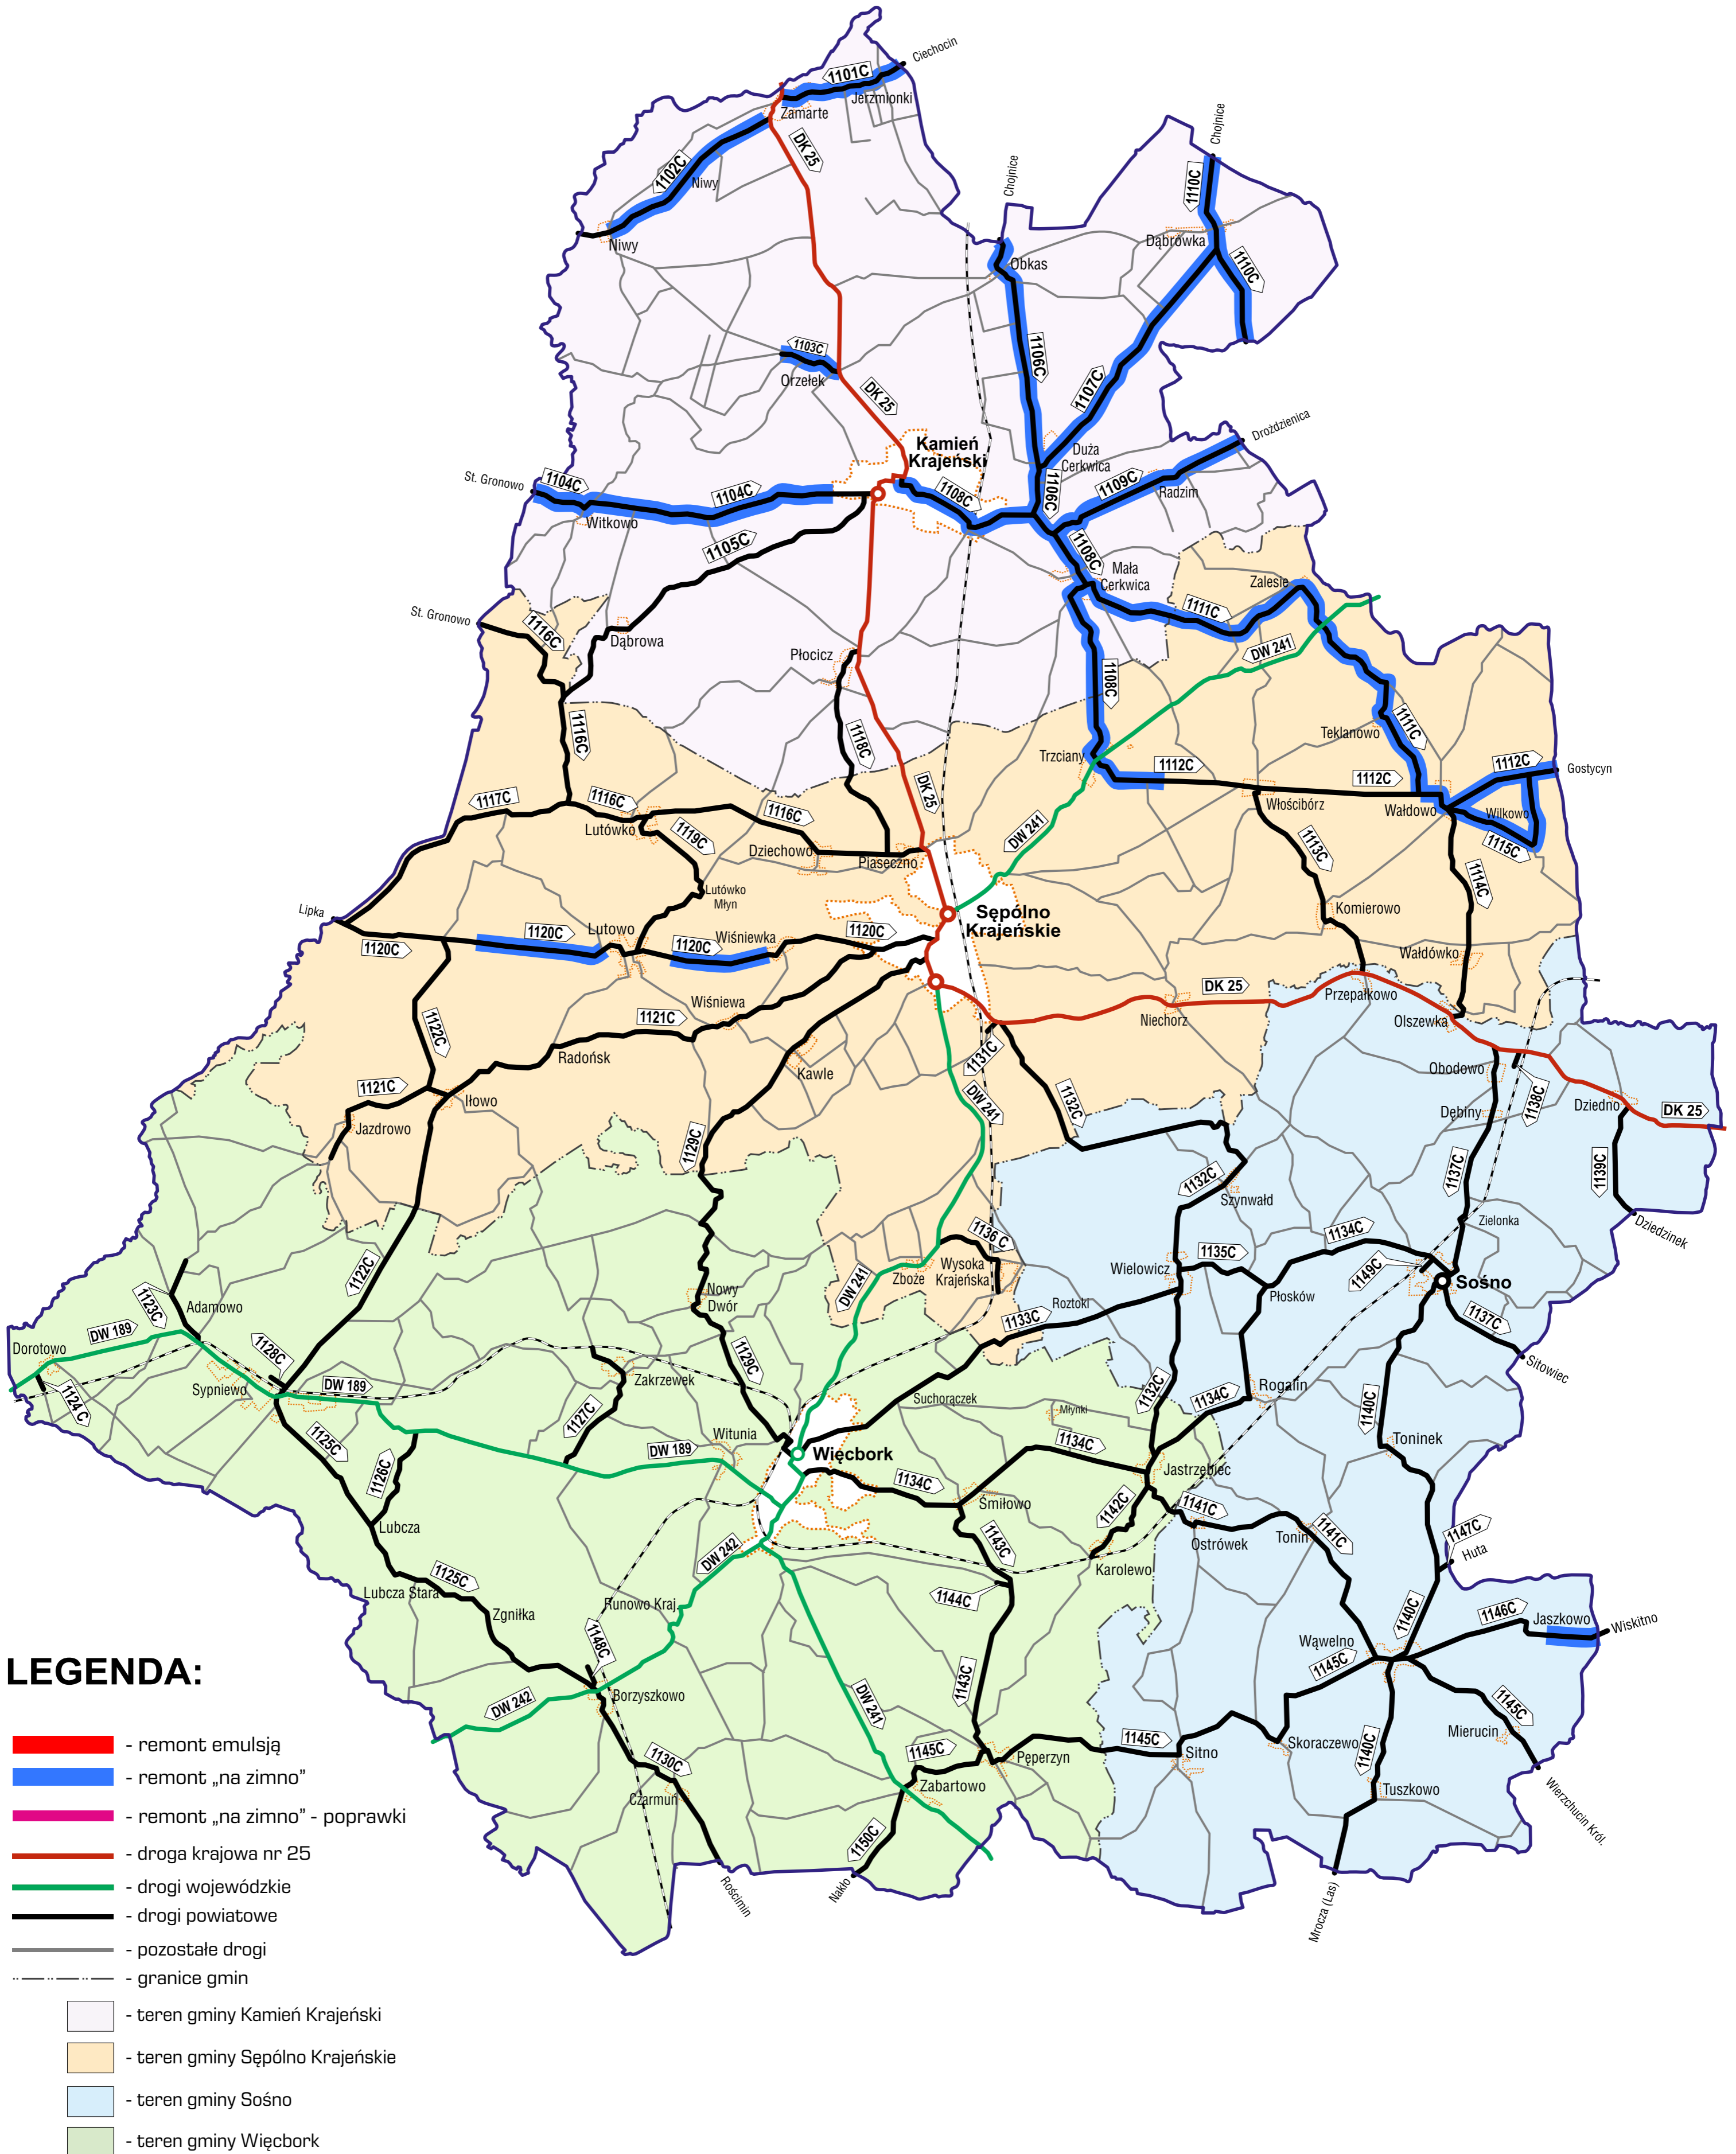 Ciechocin
1101C
Jerzmionki
Zamarte
Chojnice
DK 25
Chojnice
1102C
Niwy
1110C
Niwy
Dąbrówka
Obkas
1110C
1103C
1106C
Orzełek
1107C
DK 25
Drożdzienica
Kamień
Krajeński
Duża
Cerkwica
St. Gronowo
1104C
1104C
1108C
1106C
1109C
Radzim
Witkowo
1105C
1108C
Mała
Cerkwica
Zalesie
St. Gronowo
1116C
1111C
Dąbrowa
Płocicz
DW 241
1108C
1116C
1118C
1111C
Teklanowo
Trzciany
1112C
1112C
1112C
Gostycyn
DK 25
1117C
1116C
1116C
Włościbórz
Wałdowo
Wilkowo
Lutówko
1119C
DW 241
1113C
1115C
Dziechowo
Piaseczno
1114C
Lutówko
Młyn
Lipka
Komierowo
Sępólno
Krajeńskie
1120C
1120C
Lutowo
1120C
Wiśniewka
1120C
Wałdówko
DK 25
Przepałkowo
Wiśniewa
1121C
Niechorz
Olszewka
1122C
Radońsk
1131C
Kawle
Obodowo
1121C
Iłowo
1132C
DW 241
1138C
Dziedno
DK 25
Dębiny
Jazdrowo
1129C
1137C
1139C
1132C
Szynwałd
Zielonka
Dziedzinek
1136 C
1134C
1135C
Wysoka
Krajeńska
Zboże
Wielowicz
1149C
Sośno
1122C
DW 241
Nowy
Dwór
Płosków
1123C
Adamowo
Roztoki
1133C
1137C
DW 189
Dorotowo
1128C
Sitowiec
1129C
Zakrzewek
Sypniewo
DW 189
Rogalin
1124 C
Suchorączek
1132C
1134C
1140C
Młynki
1127C
1125C
Witunia
DW 189
Więcbork
1134C
Toninek
1126C
1134C
Jastrzębiec
Śmiłowo
1142C
1141C
Lubcza
1141C
1147C
Tonin
Ostrówek
1143C
Huta
DW 242
Karolewo
1125C
Lubcza Stara
1144C
Runowo Kraj.
Zgniłka
1140C
1146C
Jaszkowo
Wiskitno
1148C
Wąwelno
1145C
1143C
Borzyszkowo
DW 242
DW 241
1145C
Mierucin
1130C
1145C
1145C
Pęperzyn
Sitno
Skoraczewo
1140C
Zabartowo
Czarmuń
Tuszkowo
Wierzchucin Król.
1150C
Rościmin
Nakło
Mrocza (Las)
LEGENDA:
- remont emulsją
- remont „na zimno”
- remont „na zimno” - poprawki
- droga krajowa nr 25
- drogi wojewódzkie
- drogi powiatowe
- pozostałe drogi
- granice gmin
- teren gminy Kamień Krajeński
- teren gminy Sępólno Krajeńskie
- teren gminy Sośno
- teren gminy Więcbork